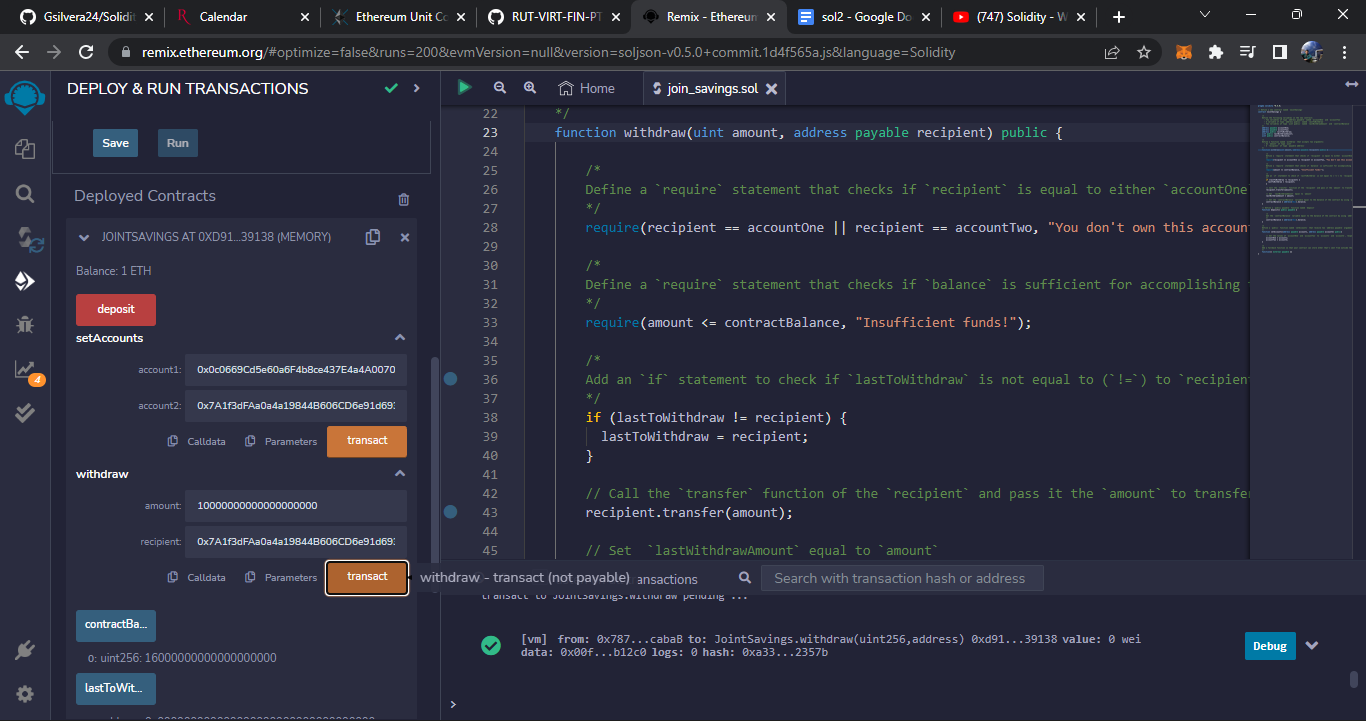 Gsilvera24/Solidit
Calendar
Ethereum Unit Co
RUT-VIRT-FIN-PT
Remix - Ethereum
sol2 - Google Do
(747) Solidity - W
remix.ethereum.org/#optimize=false&runs=200&evmVersion=null&version=soljson-v0.5.0+commit.1d4f565a.js&language=Solidity
DEPLOY & RUN TRANSACTIONS
Home
join_savings.sol
Save
Run
Deployed Contracts
JOINTSAVINGS AT 0XD91...39138 (MEMORY)
Balance: 1 ETH
deposit
setAccounts
account1:
0x0c0669Cd5e60a6F4b8ce437E4a4A0070
account2:
0x7A1f3dFAa0a4a19844B606CD6e91d69
Calldata
Parameters
transact
withdraw
amount:
10000000000000000000
recipient:
0x7A1f3dFAa0a4a19844B606CD6e91d69
Calldata
Parameters
transact
contractBa...
0: uint256: 16000000000000000000
lastToWit...
4
22 */
23 function withdraw(uint amount, address payable recipient) public {
24
25 /*
26 Define a `require` statement that checks if `recipient` is equal to either `accountOne`
27 */
28 require(recipient == accountOne || recipient == accountTwo, "You don't own this accoun
29
30 /*
31 Define a `require` statement that checks if `balance` is sufficient for accomplishing
32 */
33 require(amount <= contractBalance, "Insufficient funds!");
34
35 /*
36 Add an `if` statement to check if `lastToWithdraw` is not equal to (`!=`) to `recipien
37 */
38 if (lastToWithdraw != recipient) {
39 lastToWithdraw = recipient;
40 }
41
42 // Call the `transfer` function of the `recipient` and pass it the `amount` to transfe
43 recipient.transfer(amount);
44
45 // Set `lastWithdrawAmount` equal to `amount`
withdraw - transact (not payable)
ansactions
Search with transaction hash or address
transact to JointSavings.withdraw pending ...
[vm] from: 0x787...cabaB to: JointSavings.withdraw(uint256,address) 0xd91...39138 value: 0 wei
data: 0x00f...b12c0 logs: 0 hash: 0xa33...2357b
Debug
>